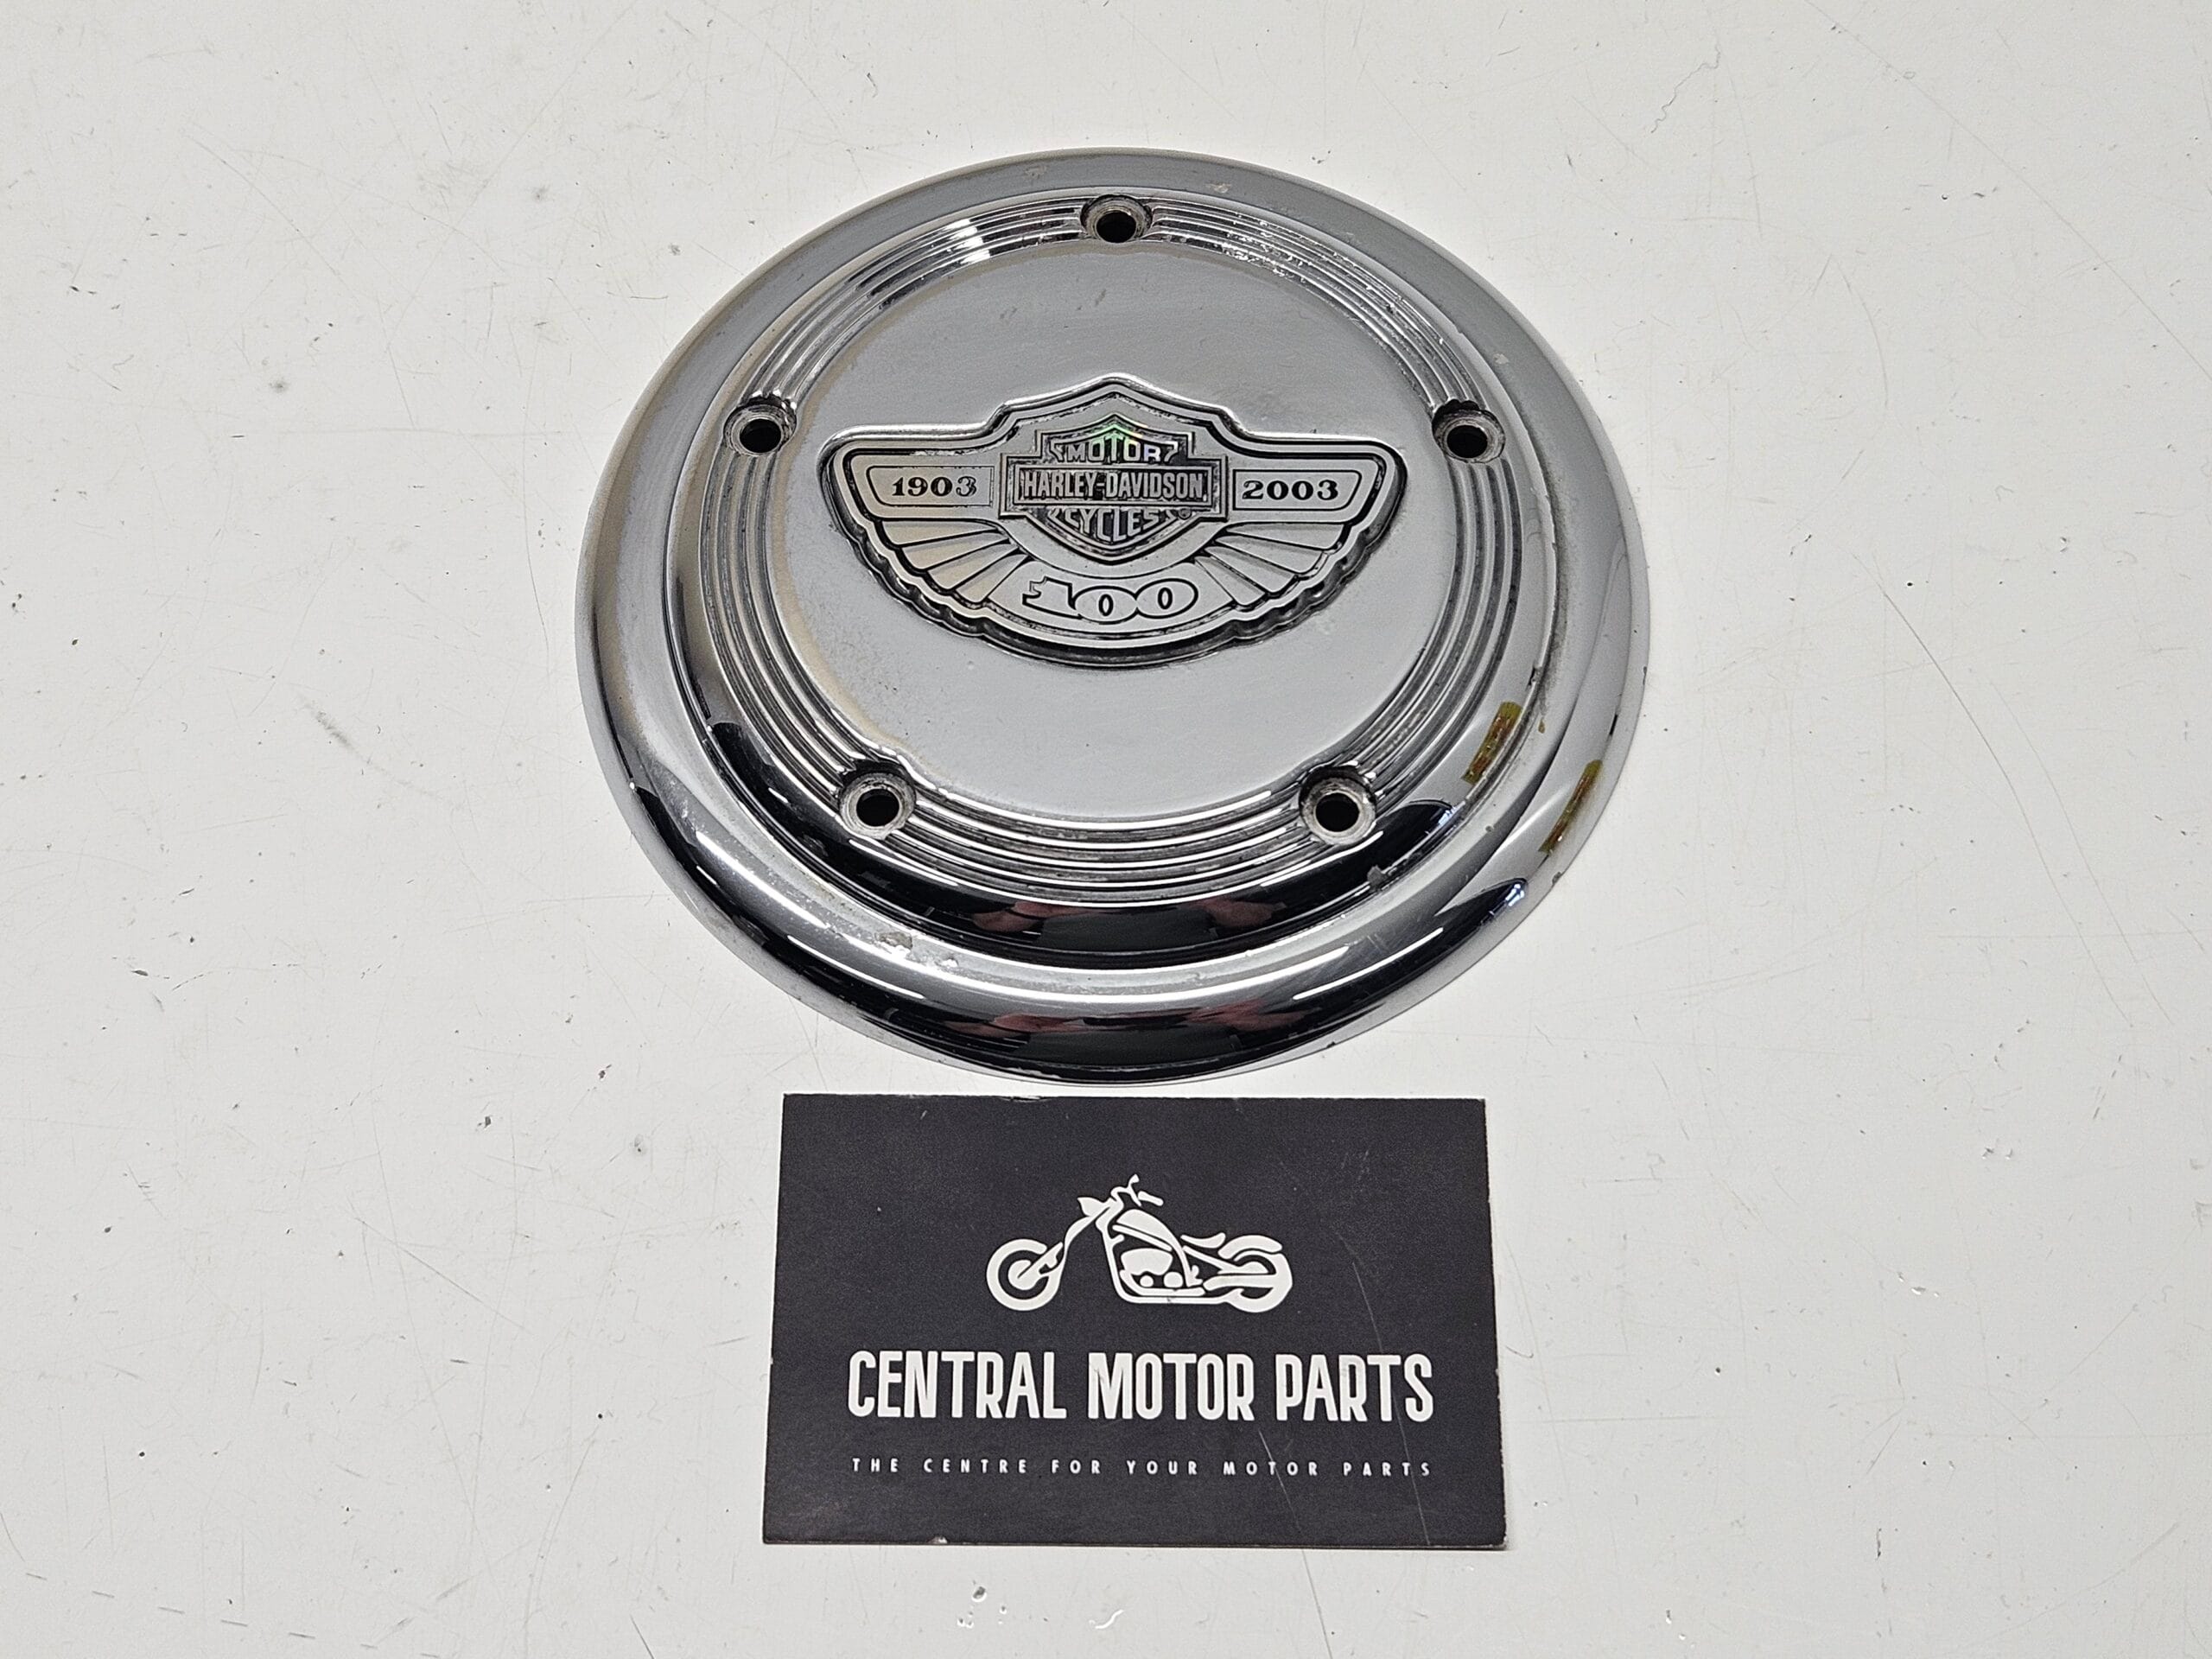 MOTOR
1903 HARLEY-DAVIDSON 2003
CYCLES®
100
CENTRAL MOTOR PARTS
THE CENTRE FOR YOUR MOTOR PARTS